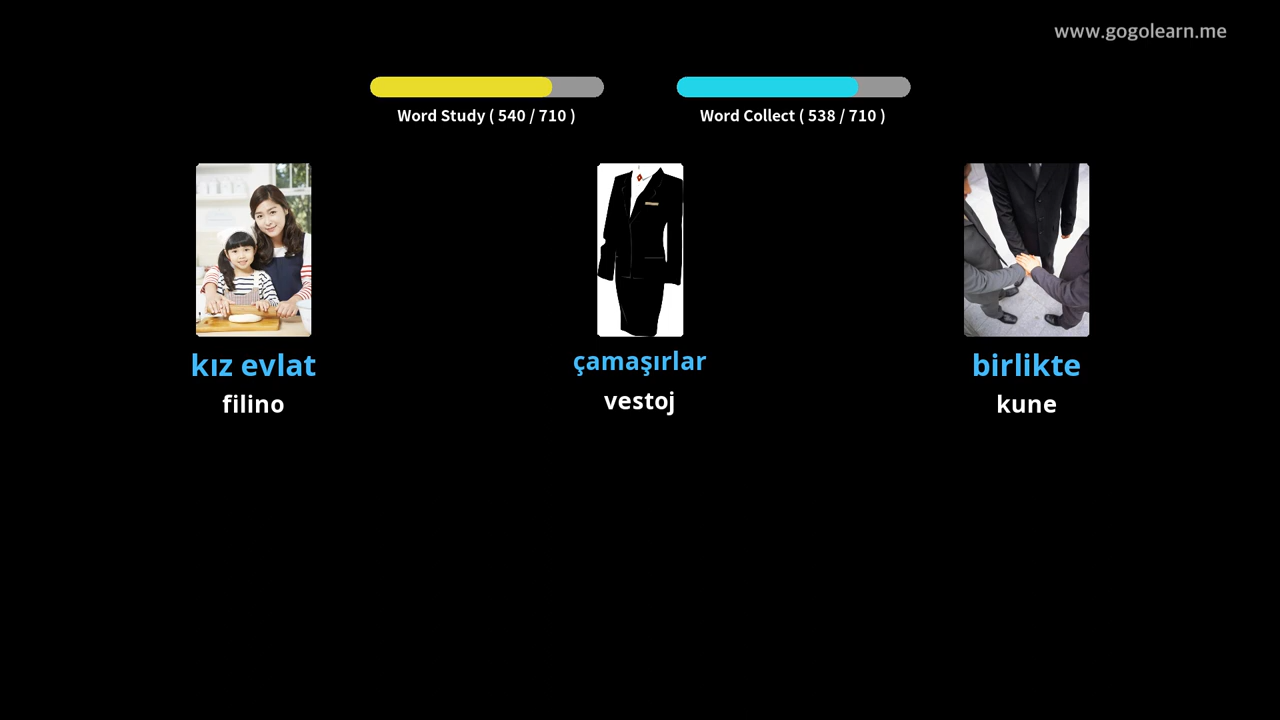 www.gogolearn.me
Word Study ( 540 / 710 )
Word Collect ( 538 / 710 )
kız evlat
filino
çamaşırlar
vestoj
birlikte
kune